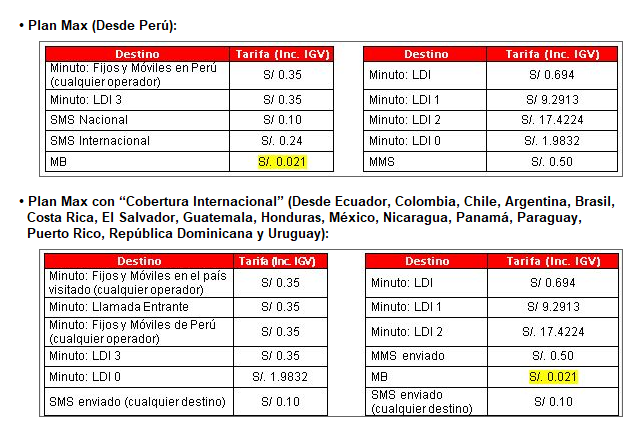 • Plan Max (Desde Perú):
Destino Tarifa (Inc. IGV)
Minuto: Fijos y Móviles en Perú
(cualquier operador) S/ 0.35
Minuto: LDI 3 S/ 0.35
SMS Nacional S/ 0.10
SMS Internacional S/. 0.24
MB S/. 0.021
Destino Tarifa (Inc. IGV)
Minuto: LDI S/ 0.694
Minuto: LDI 1 S/ 9.2913
Minuto: LDI 2 S/. 17.4224
Minuto: LDI 0 S/. 1.9832
MMS S/. 0.50
• Plan Max con “Cobertura Internacional” (Desde Ecuador, Colombia, Chile, Argentina, Brasil,
Costa Rica, El Salvador, Guatemala, Honduras, México, Nicaragua, Panamá, Paraguay,
Puerto Rico, República Dominicana y Uruguay):
Destino Tarifa (Inc. IGV)
Minuto: Fijos y Móviles en el país
visitado (cualquier operador) S/ 0.35
Minuto: Llamada Entrante S/ 0.35
Minuto: Fijos y Móviles de Perú
(cualquier operador) S/ 0.35
Minuto: LDI 3 S/ 0.35
Minuto: LDI 0 S/. 1.9832
SMS enviado (cualquier destino) S/ 0.10
Destino Tarifa (Inc. IGV)
Minuto: LDI S/ 0.694
Minuto: LDI 1 S/ 9.2913
Minuto: LDI 2 S/ 17.4224
MMS enviado S/. 0.50
MB S/. 0.021
SMS enviado
(cualquier destino) S/ 0.10